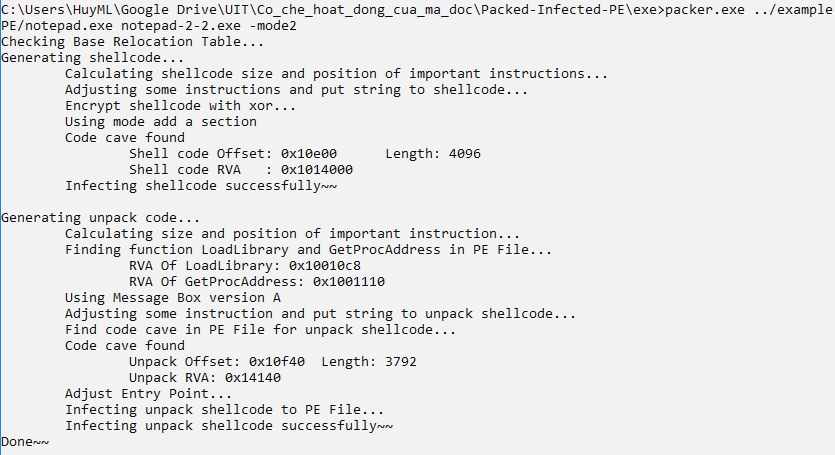 C:\Users\HuyML\Google Drive\UIT\Co_che_hoat_dong_cua_ma_doc\Packed-Infected-PE\exe>packer.exe ../example
PE/notepad.exe notepad-2-2.exe -mode2
Checking Base Relocation Table...
Generating shellcode...
Calculating shellcode size and position of important instructions...
Adjusting some instructions and put string to shellcode...
Encrypt shellcode with xor...
Using mode add a section
Code cave found
Shell code Offset: 0x10e00 Length: 4096
Shell code RVA : 0x1014000
Infecting shellcode successfully~~
Generating unpack code...
Calculating size and position of important instruction...
Finding function LoadLibrary and GetProcAddress in PE File...
RVA Of LoadLibrary: 0x10010c8
RVA Of GetProcAddress: 0x1001110
Using Message Box version A
Adjusting some instruction and put string to unpack shellcode...
Find code cave in PE File for unpack shellcode...
Code cave found
Unpack Offset: 0x10f40 Length: 3792
Unpack RVA: 0x14140
Adjust Entry Point...
Infecting unpack shellcode to PE File...
Infecting unpack shellcode successfully~~
Done~~